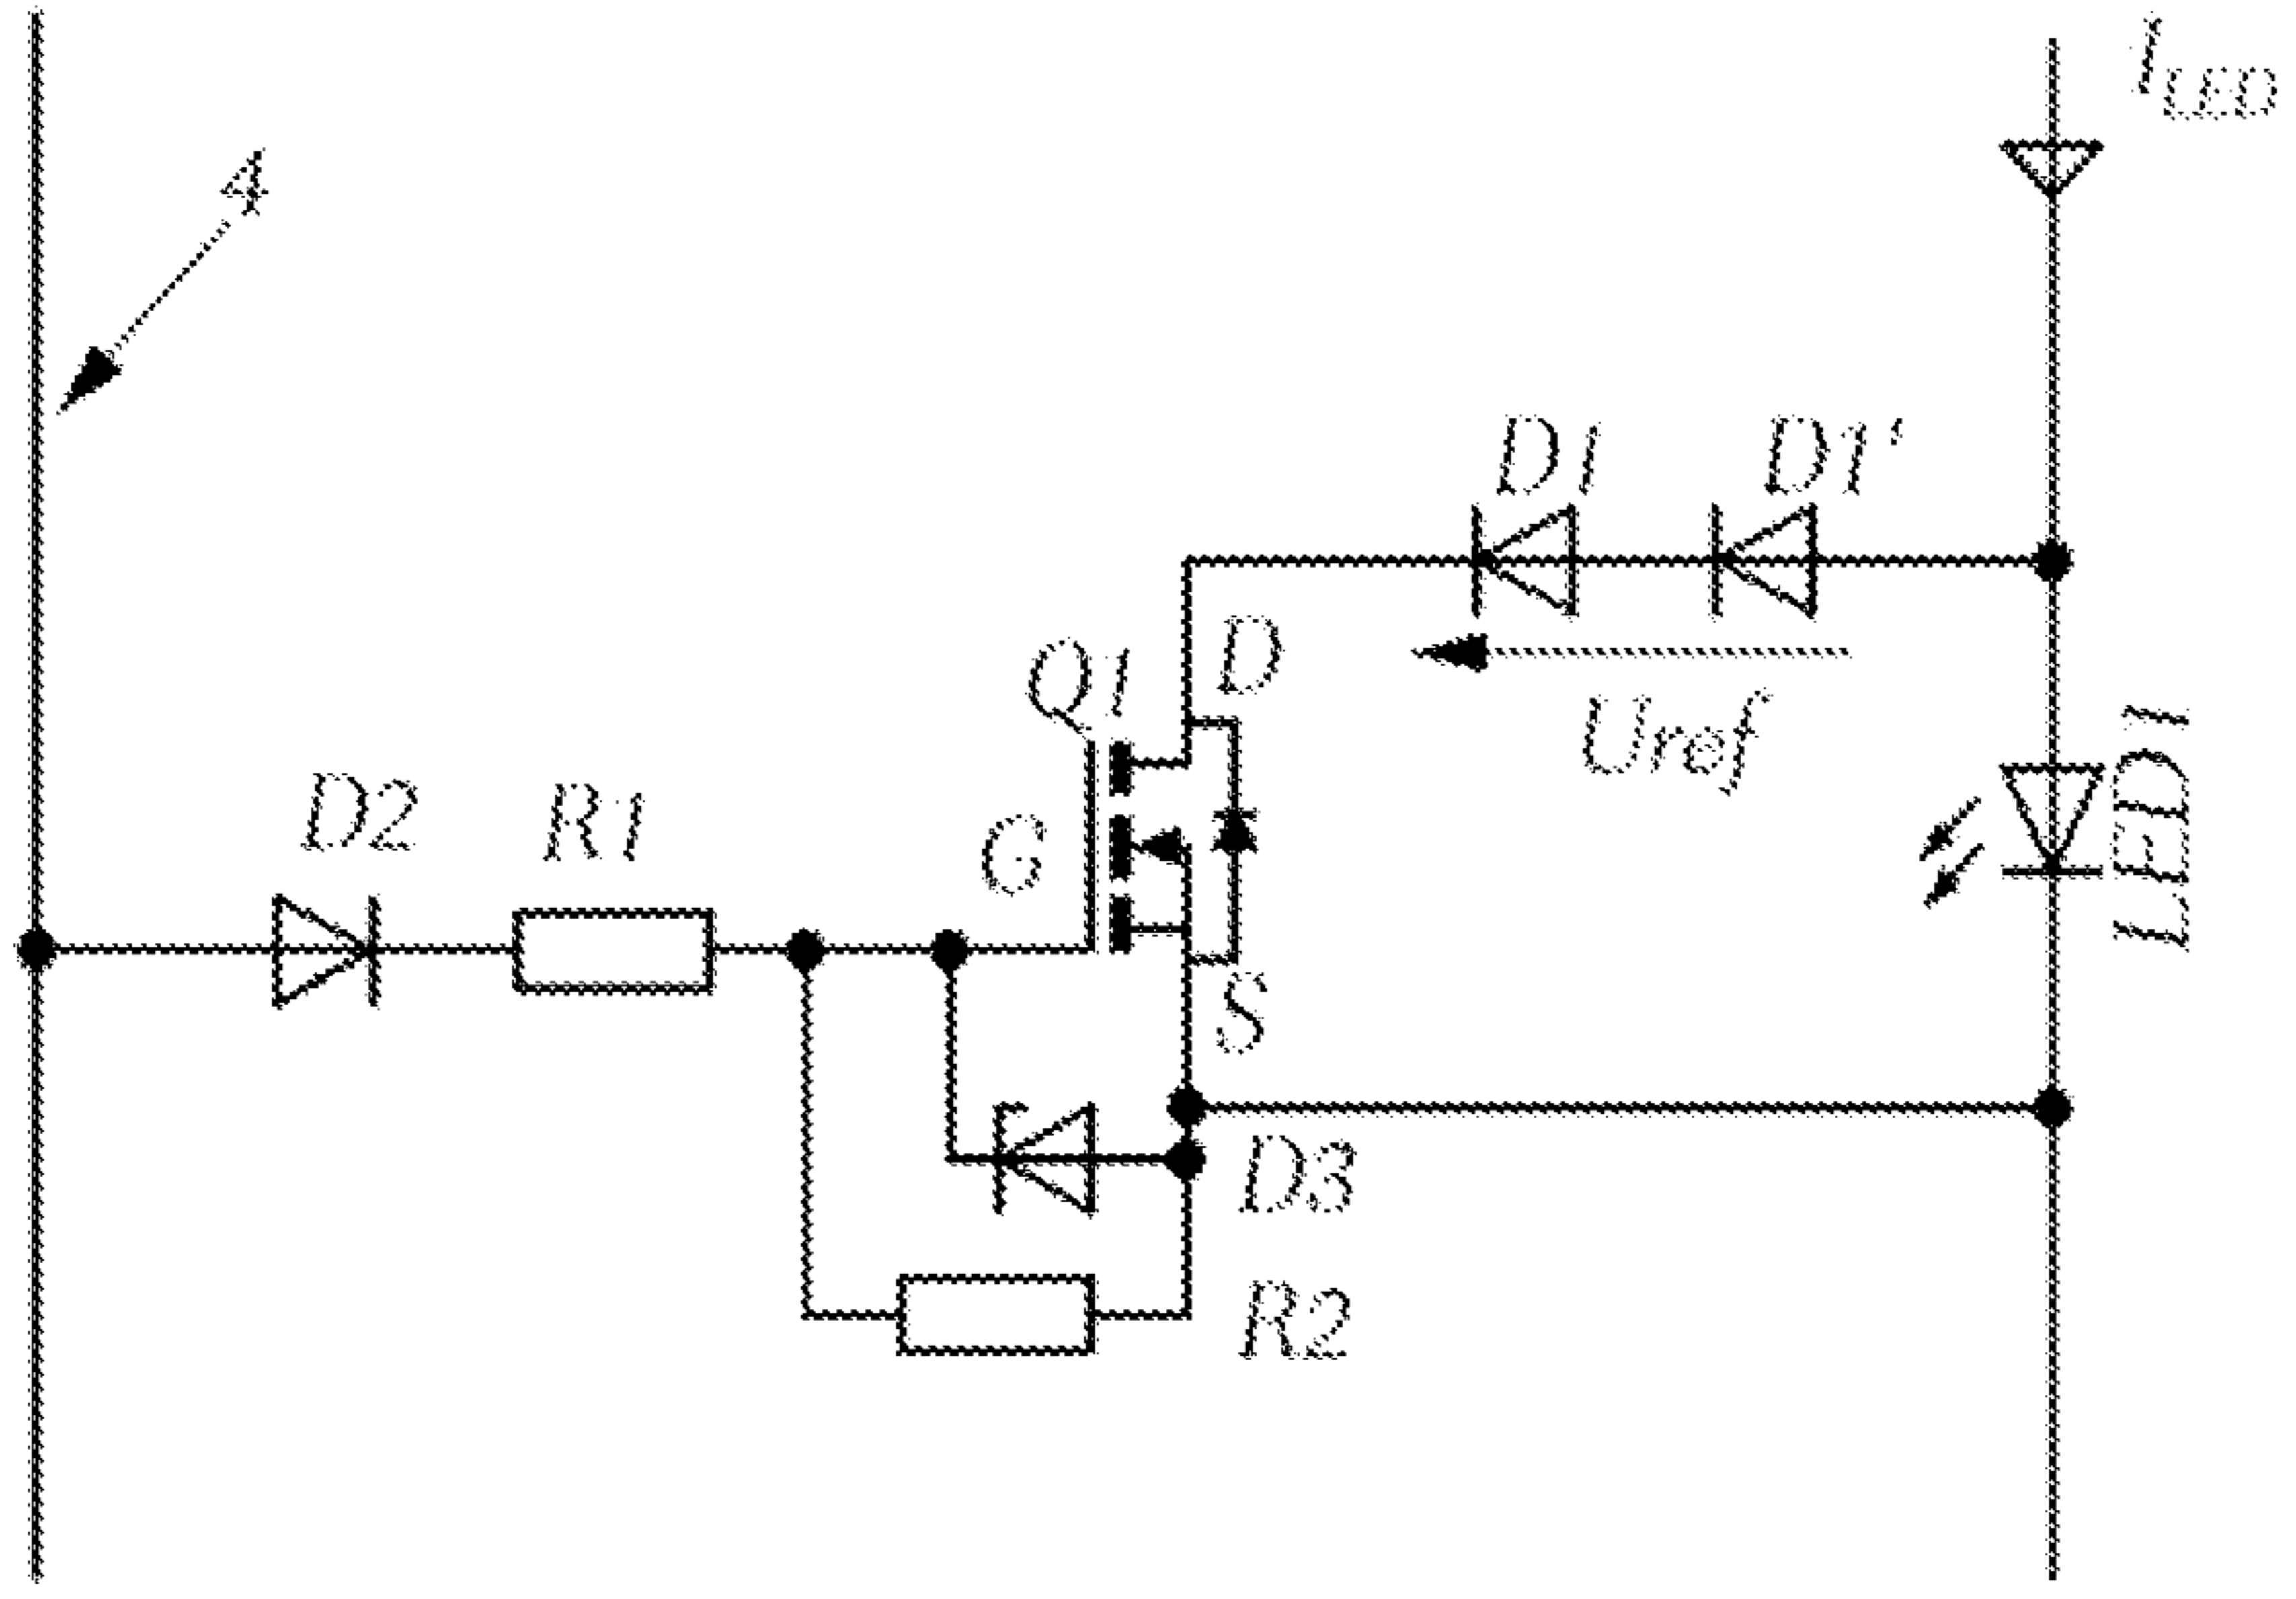 I_LED
4
D1 D1'
D
Q1
Uref
LED1
D2 R1
G
S
D3
R2